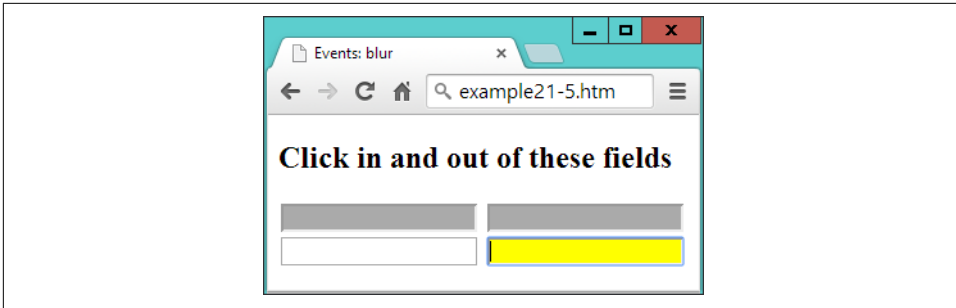 Events: blur
example21-5.htm
Click in and out of these fields